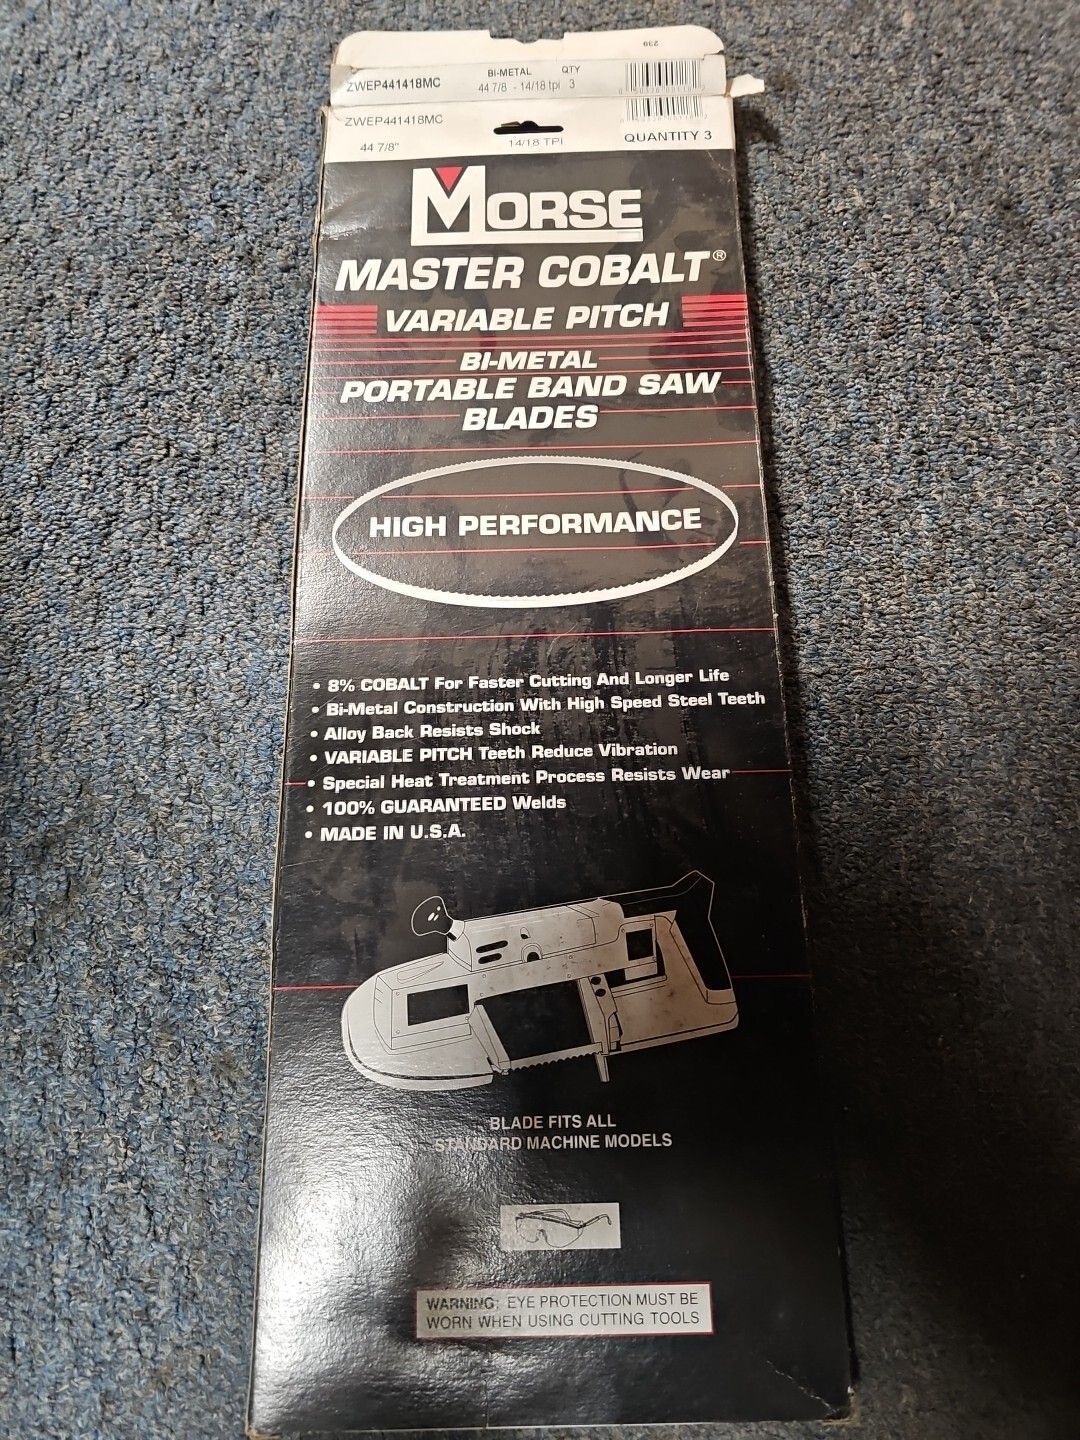 239
BI-METAL QTY
ZWEP441418MC 44 7/8 - 14/18 tpi 3
ZWEP441418MC
44 7/8" 14/18 TPI QUANTITY 3
MORSE
MASTER COBALT®
VARIABLE PITCH
BI-METAL
PORTABLE BAND SAW
BLADES
HIGH PERFORMANCE
• 8% COBALT For Faster Cutting And Longer Life
• Bi-Metal Construction With High Speed Steel Teeth
• Alloy Back Resists Shock
• VARIABLE PITCH Teeth Reduce Vibration
• Special Heat Treatment Process Resists Wear
• 100% GUARANTEED Welds
• MADE IN U.S.A.
BLADE FITS ALL
STANDARD MACHINE MODELS
WARNING: EYE PROTECTION MUST BE
WORN WHEN USING CUTTING TOOLS